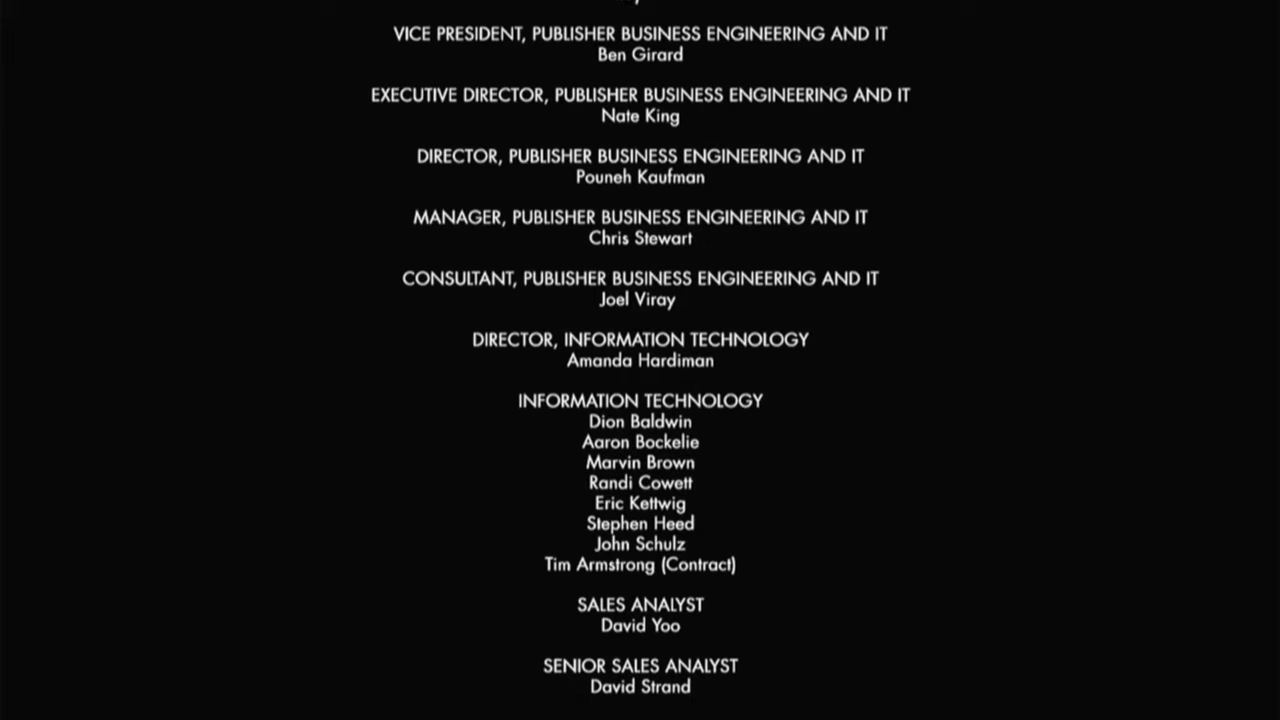 VICE PRESIDENT, PUBLISHER BUSINESS ENGINEERING AND IT
Ben Girard
EXECUTIVE DIRECTOR, PUBLISHER BUSINESS ENGINEERING AND IT
Nate King
DIRECTOR, PUBLISHER BUSINESS ENGINEERING AND IT
Pouneh Kaufman
MANAGER, PUBLISHER BUSINESS ENGINEERING AND IT
Chris Stewart
CONSULTANT, PUBLISHER BUSINESS ENGINEERING AND IT
Joel Viray
DIRECTOR, INFORMATION TECHNOLOGY
Amanda Hardiman
INFORMATION TECHNOLOGY
Dion Baldwin
Aaron Bockelie
Marvin Brown
Randi Cowett
Eric Kettwig
Stephen Heed
John Schulz
Tim Armstrong (Contract)
SALES ANALYST
David Yoo
SENIOR SALES ANALYST
David Strand